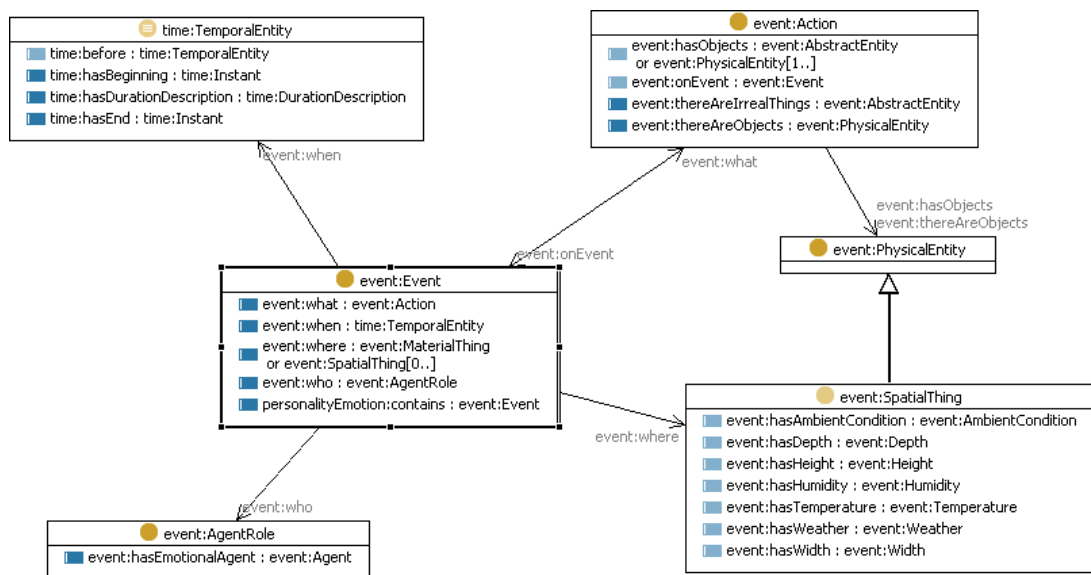 time:TemporalEntity
time:before : time:TemporalEntity
time:hasBeginning : time:Instant
time:hasDurationDescription : time:DurationDescription
time:hasEnd : time:Instant
event:Action
event:hasObjects : event:AbstractEntity
or event:PhysicalEntity[1..]
event:onEvent : event:Event
event:thereAreIrrealThings : event:AbstractEntity
event:thereAreObjects : event:PhysicalEntity
event:when
event:what
event:hasObjects
event:thereAreObjects
event:onEvent
event:PhysicalEntity
event:Event
event:what : event:Action
event:when : time:TemporalEntity
event:where : event:MaterialThing
or event:SpatialThing[0..]
event:who : event:AgentRole
personalityEmotion:contains : event:Event
event:where
event:SpatialThing
event:hasAmbientCondition : event:AmbientCondition
event:hasDepth : event:Depth
event:hasHeight : event:Height
event:hasHumidity : event:Humidity
event:hasTemperature : event:Temperature
event:hasWeather : event:Weather
event:hasWidth : event:Width
event:who
event:AgentRole
event:hasEmotionalAgent : event:Agent